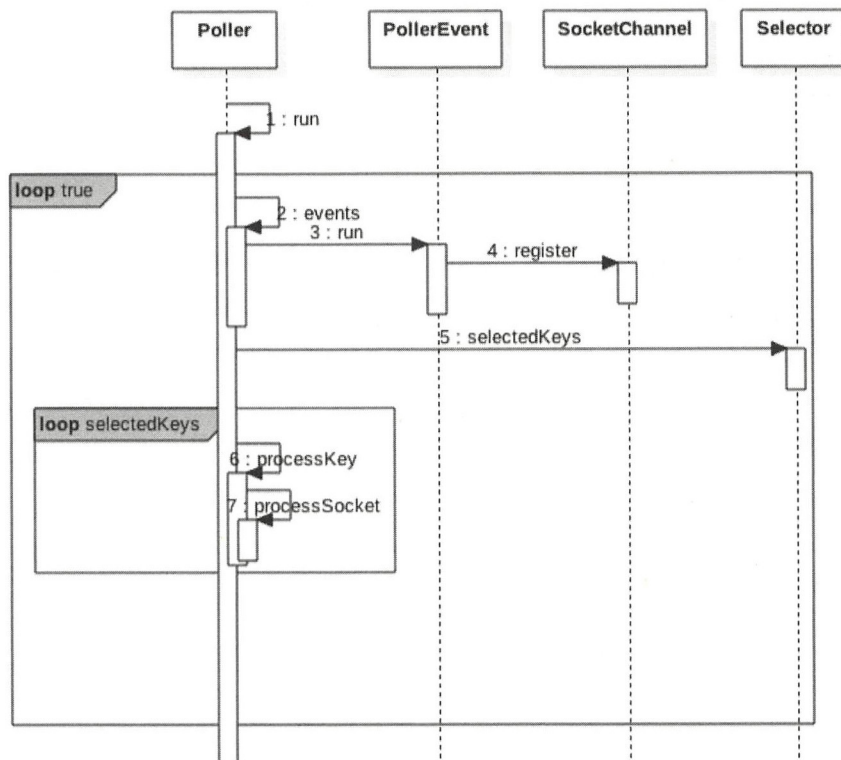 Poller
PollerEvent
SocketChannel
Selector
1 : run
loop true
2 : events
3 : run
4 : register
5 : selectedKeys
loop selectedKeys
6 : processKey
7 : processSocket